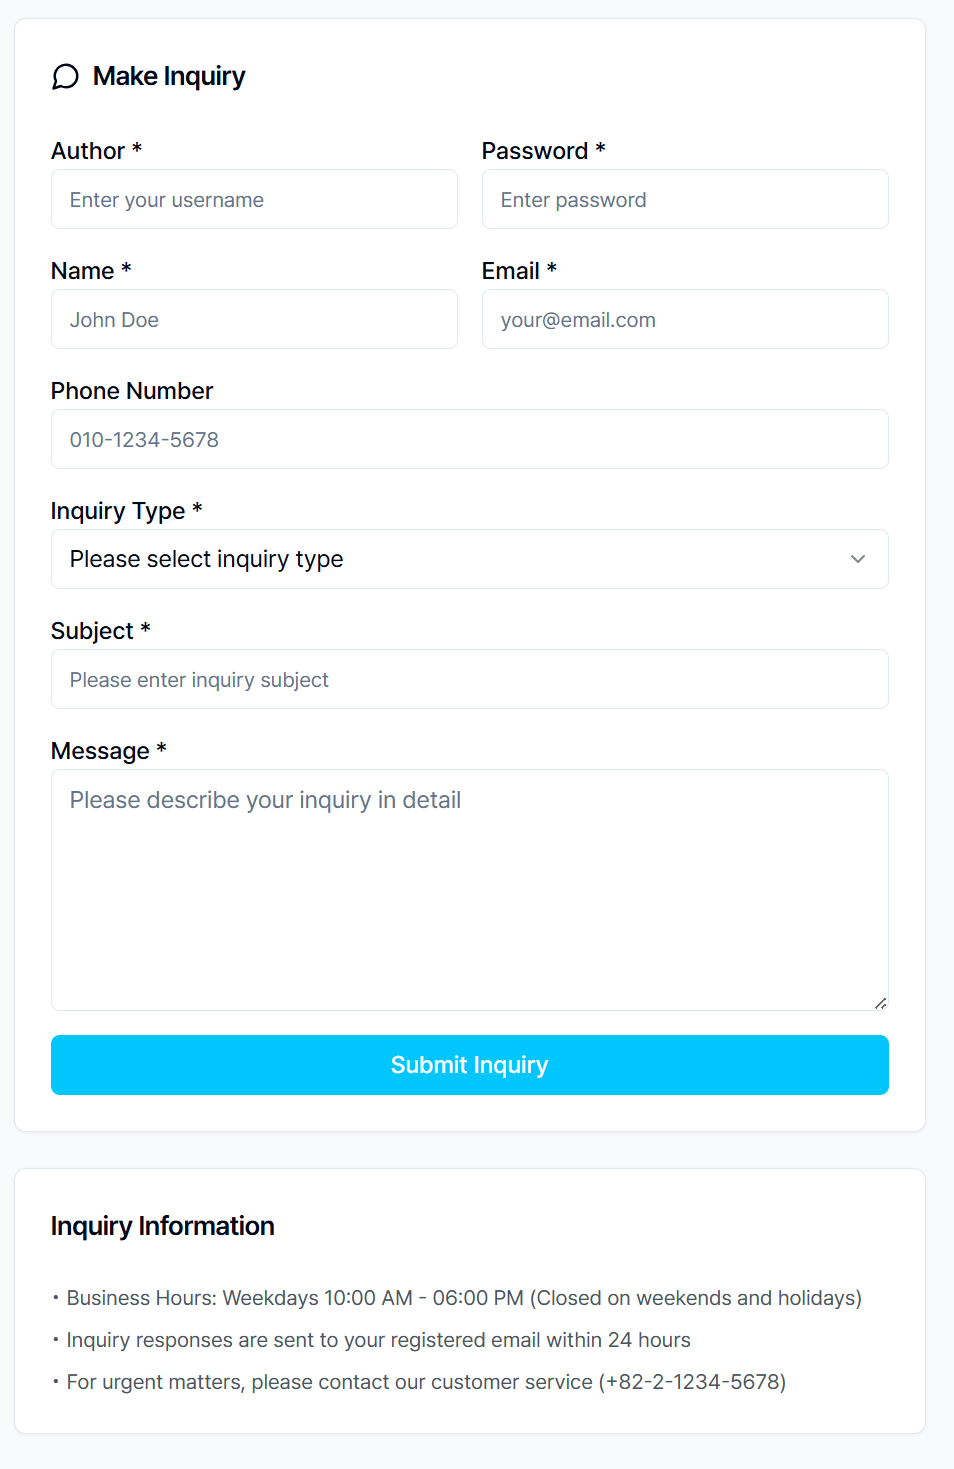 Make Inquiry
Author *
Password *
Enter your username
Enter password
Name *
Email *
John Doe
your@email.com
Phone Number
010-1234-5678
Inquiry Type *
Please select inquiry type
Subject *
Please enter inquiry subject
Message *
Please describe your inquiry in detail
Submit Inquiry
Inquiry Information
• Business Hours: Weekdays 10:00 AM - 06:00 PM (Closed on weekends and holidays)
• Inquiry responses are sent to your registered email within 24 hours
• For urgent matters, please contact our customer service (+82-2-1234-5678)